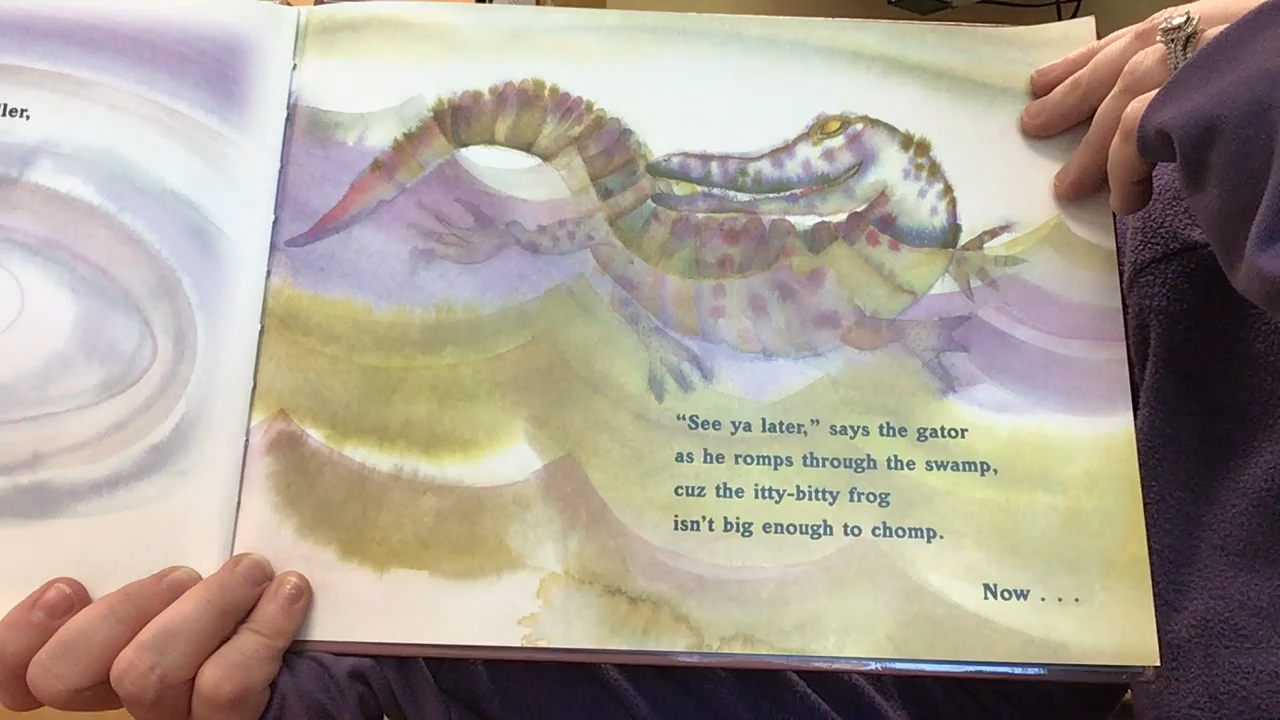 “See ya later,” says the gator
as he romps through the swamp,
cuz the itty-bitty frog
isn’t big enough to chomp.
Now . . .